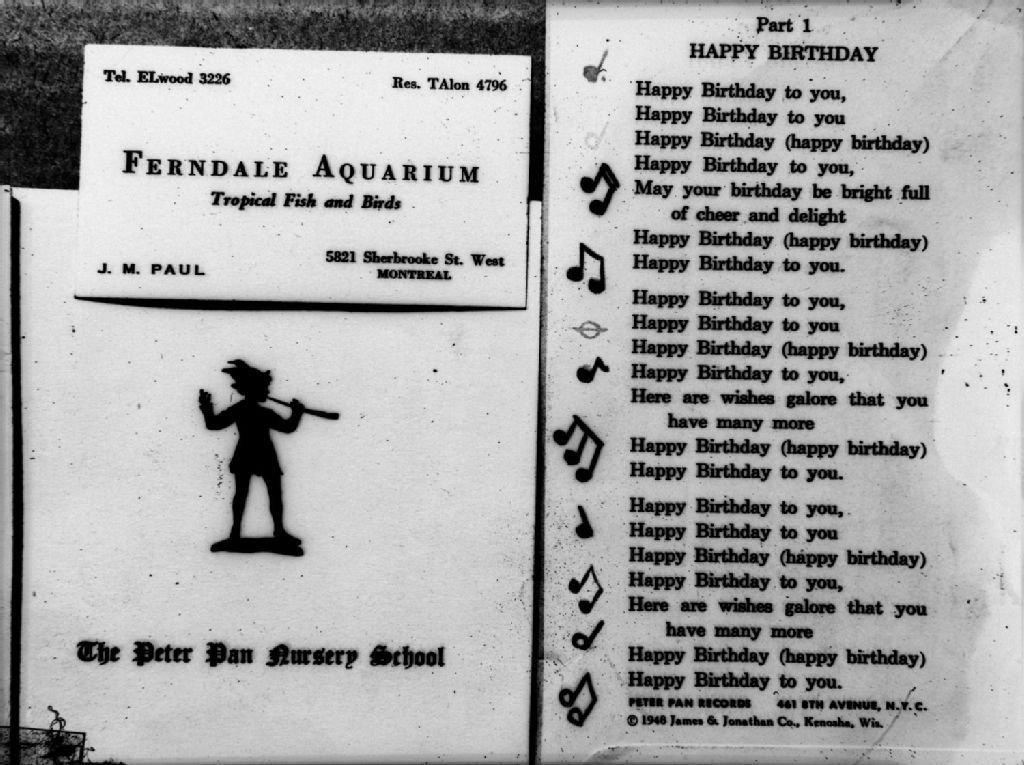 Tel. ELwood 3226
Res. TAlon 4796
FERNDALE AQUARIUM
Tropical Fish and Birds
J. M. PAUL
5821 Sherbrooke St. West
MONTREAL
The Peter Pan Nursery School
Part 1
HAPPY BIRTHDAY
Happy Birthday to you,
Happy Birthday to you
Happy Birthday (happy birthday)
Happy Birthday to you,
May your birthday be bright full
of cheer and delight
Happy Birthday (happy birthday)
Happy Birthday to you.
Happy Birthday to you,
Happy Birthday to you
Happy Birthday (happy birthday)
Happy Birthday to you,
Here are wishes galore that you
have many more
Happy Birthday (happy birthday)
Happy Birthday to you.
Happy Birthday to you,
Happy Birthday to you
Happy Birthday (happy birthday)
Happy Birthday to you,
Here are wishes galore that you
have many more
Happy Birthday (happy birthday)
Happy Birthday to you.
PETER PAN RECORDS 461 8TH AVENUE, N.Y.C.
© 1948 James & Jonathan Co., Kenosha, Wis.